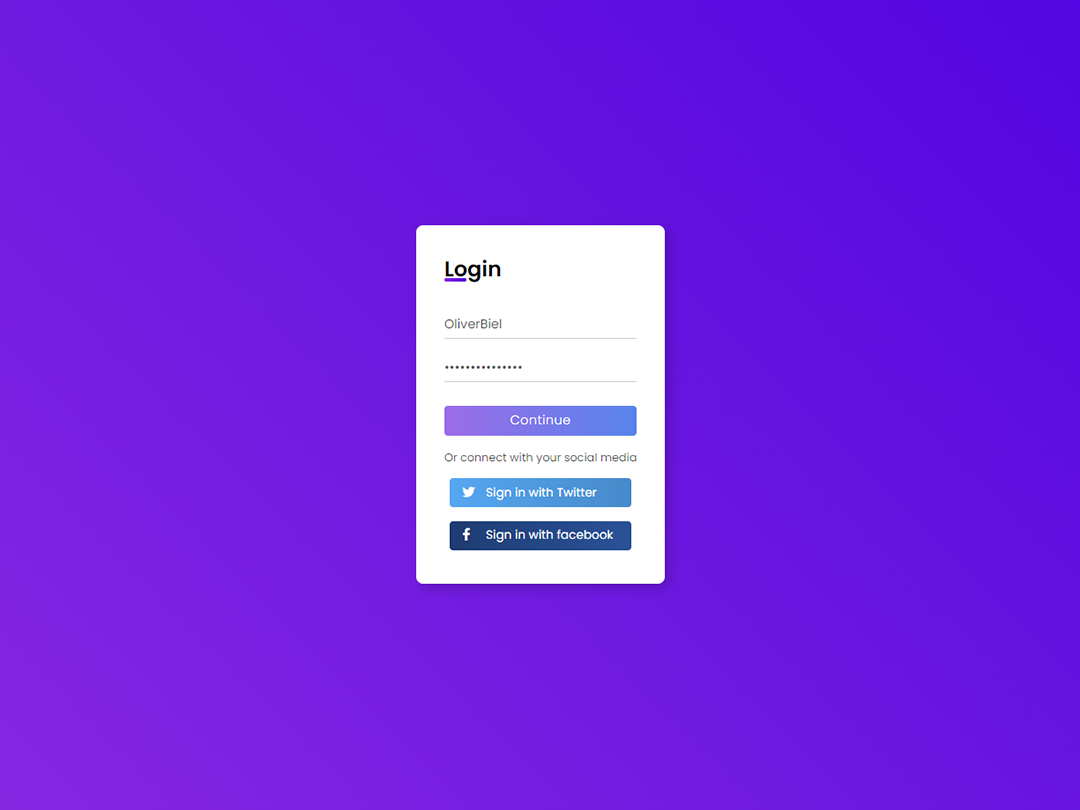 Login
OliverBiel
•••••••••••••••
Continue
Or connect with your social media
Sign in with Twitter
Sign in with facebook